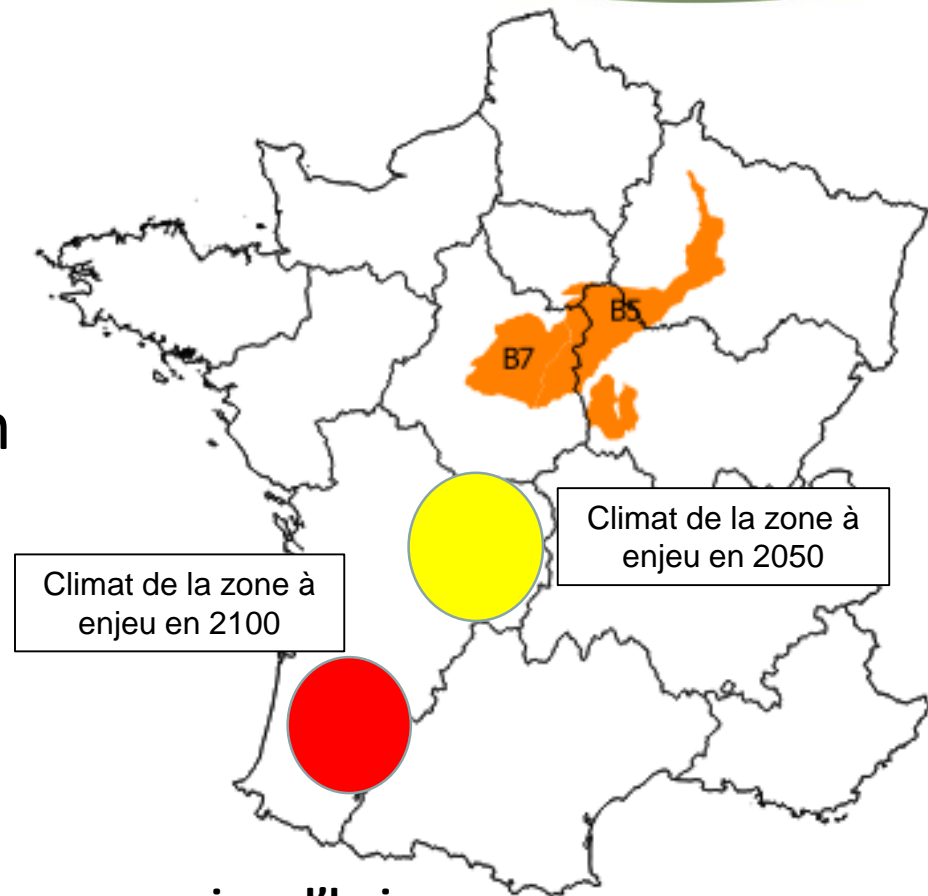 B5
B7
n
Climat de la zone à
enjeu en 2050
Climat de la zone à
enjeu en 2100